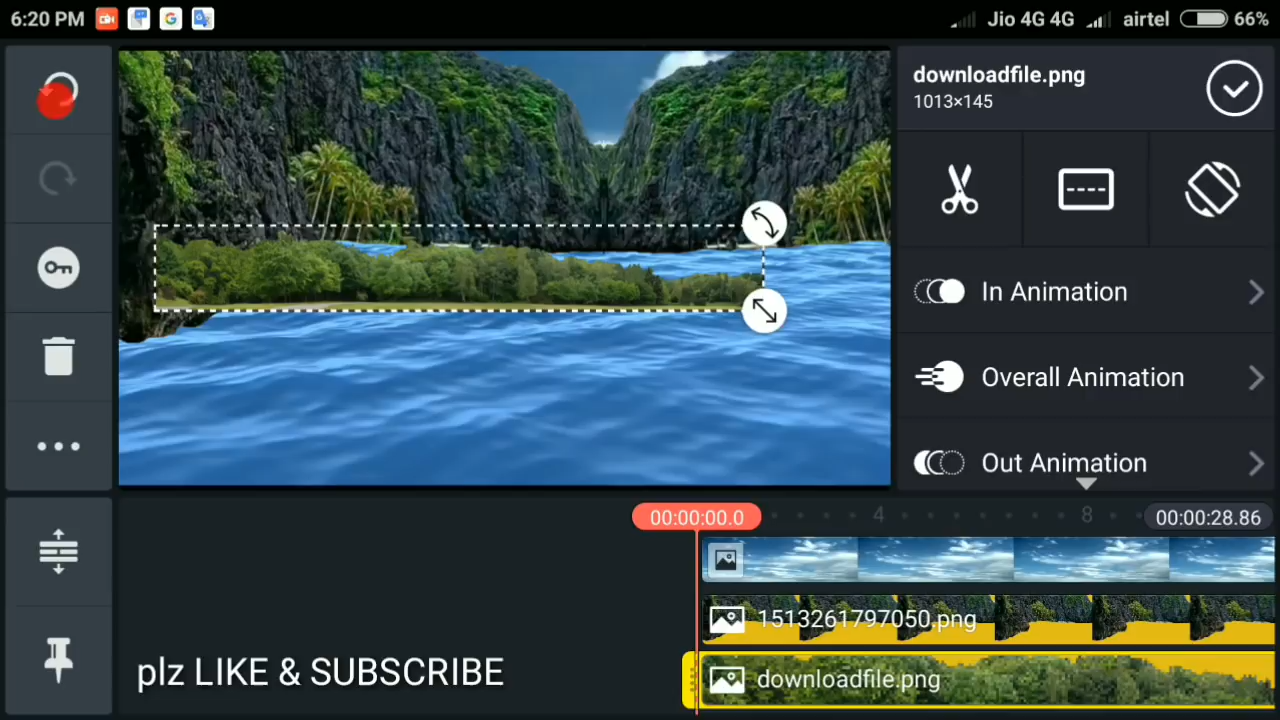 6:20 PM Jio 4G 4G airtel 66%
downloadfile.png
1013×145
In Animation
Overall Animation
Out Animation
00:00:00.0 4 8 00:00:28.86
1513261797050.png
downloadfile.png
plz LIKE & SUBSCRIBE